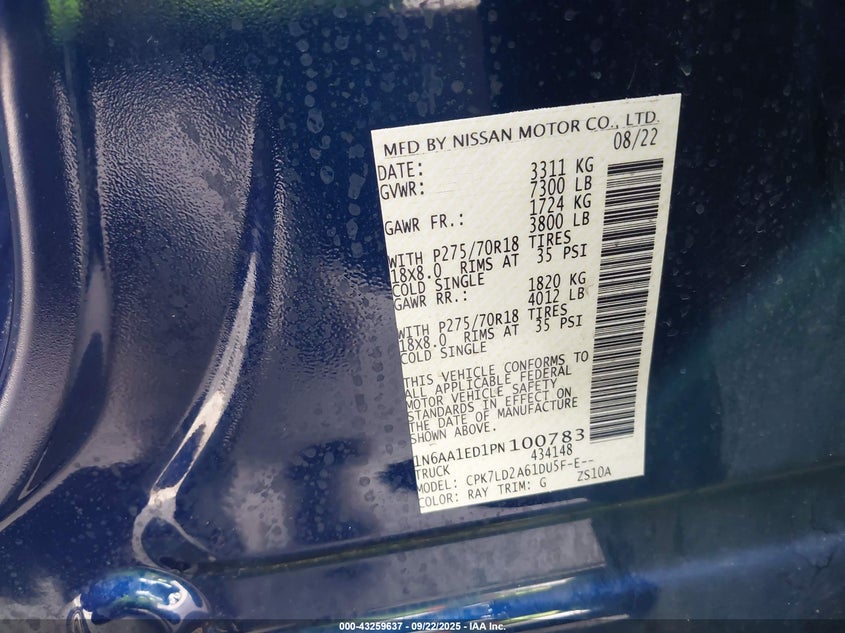 MFD BY NISSAN MOTOR CO., LTD.
DATE: 08/22
GVWR: 3311 KG
7300 LB
GAWR FR.: 1724 KG
3800 LB
WITH P275/70R18 TIRES
18X8.0 RIMS AT 35 PSI
COLD SINGLE
GAWR RR.: 1820 KG
4012 LB
WITH P275/70R18 TIRES
18X8.0 RIMS AT 35 PSI
COLD SINGLE
THIS VEHICLE CONFORMS TO
ALL APPLICABLE FEDERAL
MOTOR VEHICLE SAFETY
STANDARDS IN EFFECT ON
THE DATE OF MANUFACTURE
SHOWN ABOVE.
1N6AA1ED1PN100783
TRUCK 434148
MODEL: CPK7LD2A61DU5F-E--
COLOR: RAY TRIM: G ZS10A
000-43259637 - 09/22/2025 - IAA Inc.